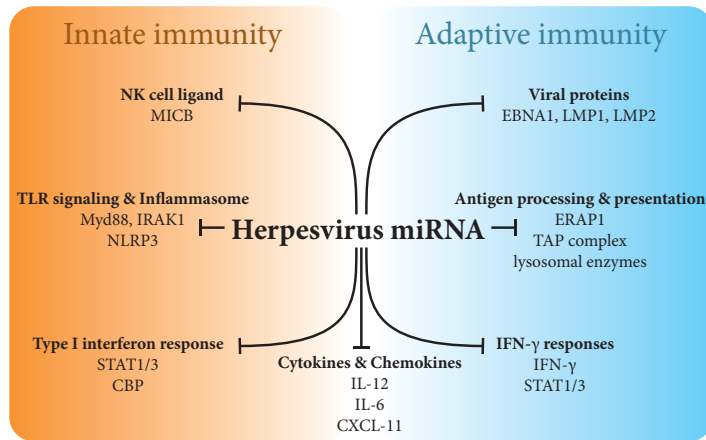 Innate immunity
Adaptive immunity
NK cell ligand
MICB
Viral proteins
EBNA1, LMP1, LMP2
TLR signaling & Inflammasome
Myd88, IRAK1
NLRP3
Herpesvirus miRNA
Antigen processing & presentation
ERAP1
TAP complex
lysosomal enzymes
Type I interferon response
STAT1/3
CBP
Cytokines & Chemokines
IL-12
IL-6
CXCL-11
IFN-γ responses
IFN-γ
STAT1/3